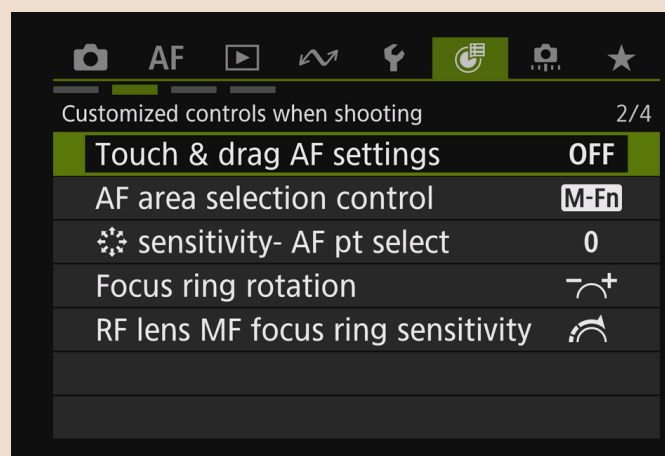 AF
Customized controls when shooting 2/4
Touch & drag AF settings OFF
AF area selection control M-Fn
sensitivity- AF pt select 0
Focus ring rotation
RF lens MF focus ring sensitivity